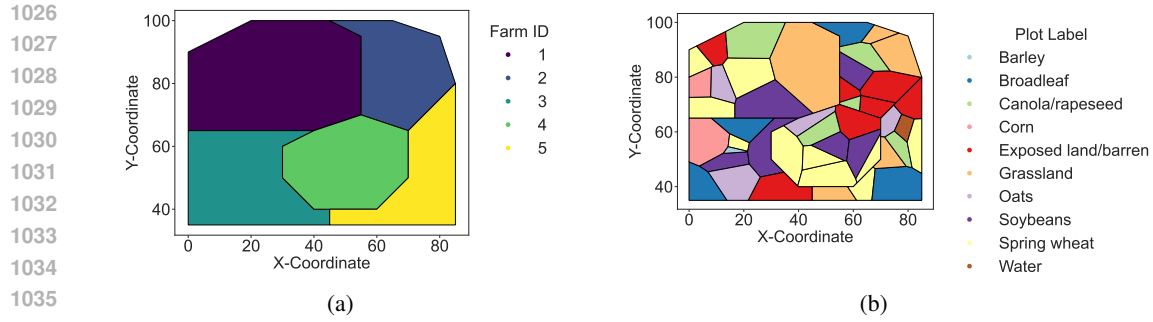 1026
1027
1028
1029
1030
1031
1032
1033
1034
1035
100
80
60
40
0 20 40 60 80
X-Coordinate
Y-Coordinate
Farm ID
1
2
3
4
5
(a)
100
80
60
40
0 20 40 60 80
X-Coordinate
Y-Coordinate
Plot Label
Barley
Broadleaf
Canola/rapeseed
Corn
Exposed land/barren
Grassland
Oats
Soybeans
Spring wheat
Water
(b)